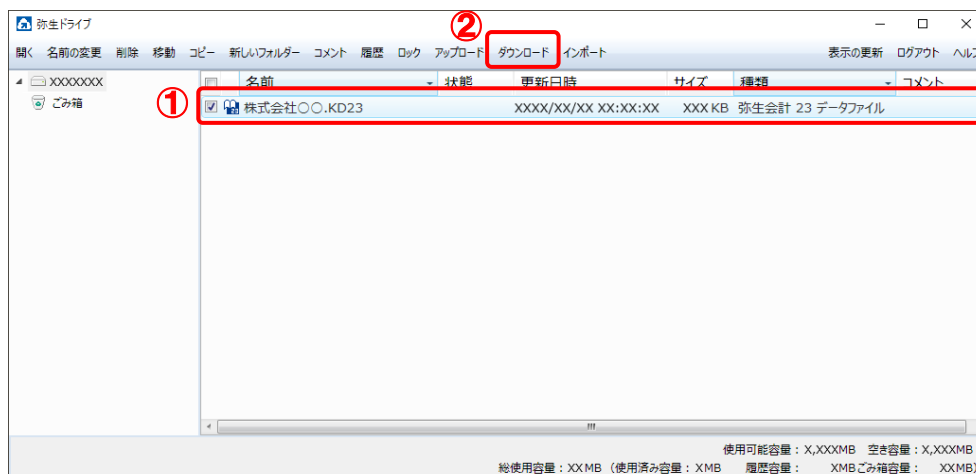 弥生ドライブ
②
開く 名前の変更 削除 移動 コピー 新しいフォルダー コメント 履歴 ロック アップロード ダウンロード インポート 表示の更新 ログアウト
XXXXXXX 名前 状態 更新日時 サイズ 種類 コメント
ごみ箱 ① 株式会社○○.KD23 XXXX/XX/XX XX:XX:XX XXX KB 弥生会計 23 データファイル
使用可能容量：X,XXXMB 空き容量：X,XXXMB
総使用容量：XXMB （使用済み容量：XMB 履歴容量： XMBごみ箱容量： XXMB